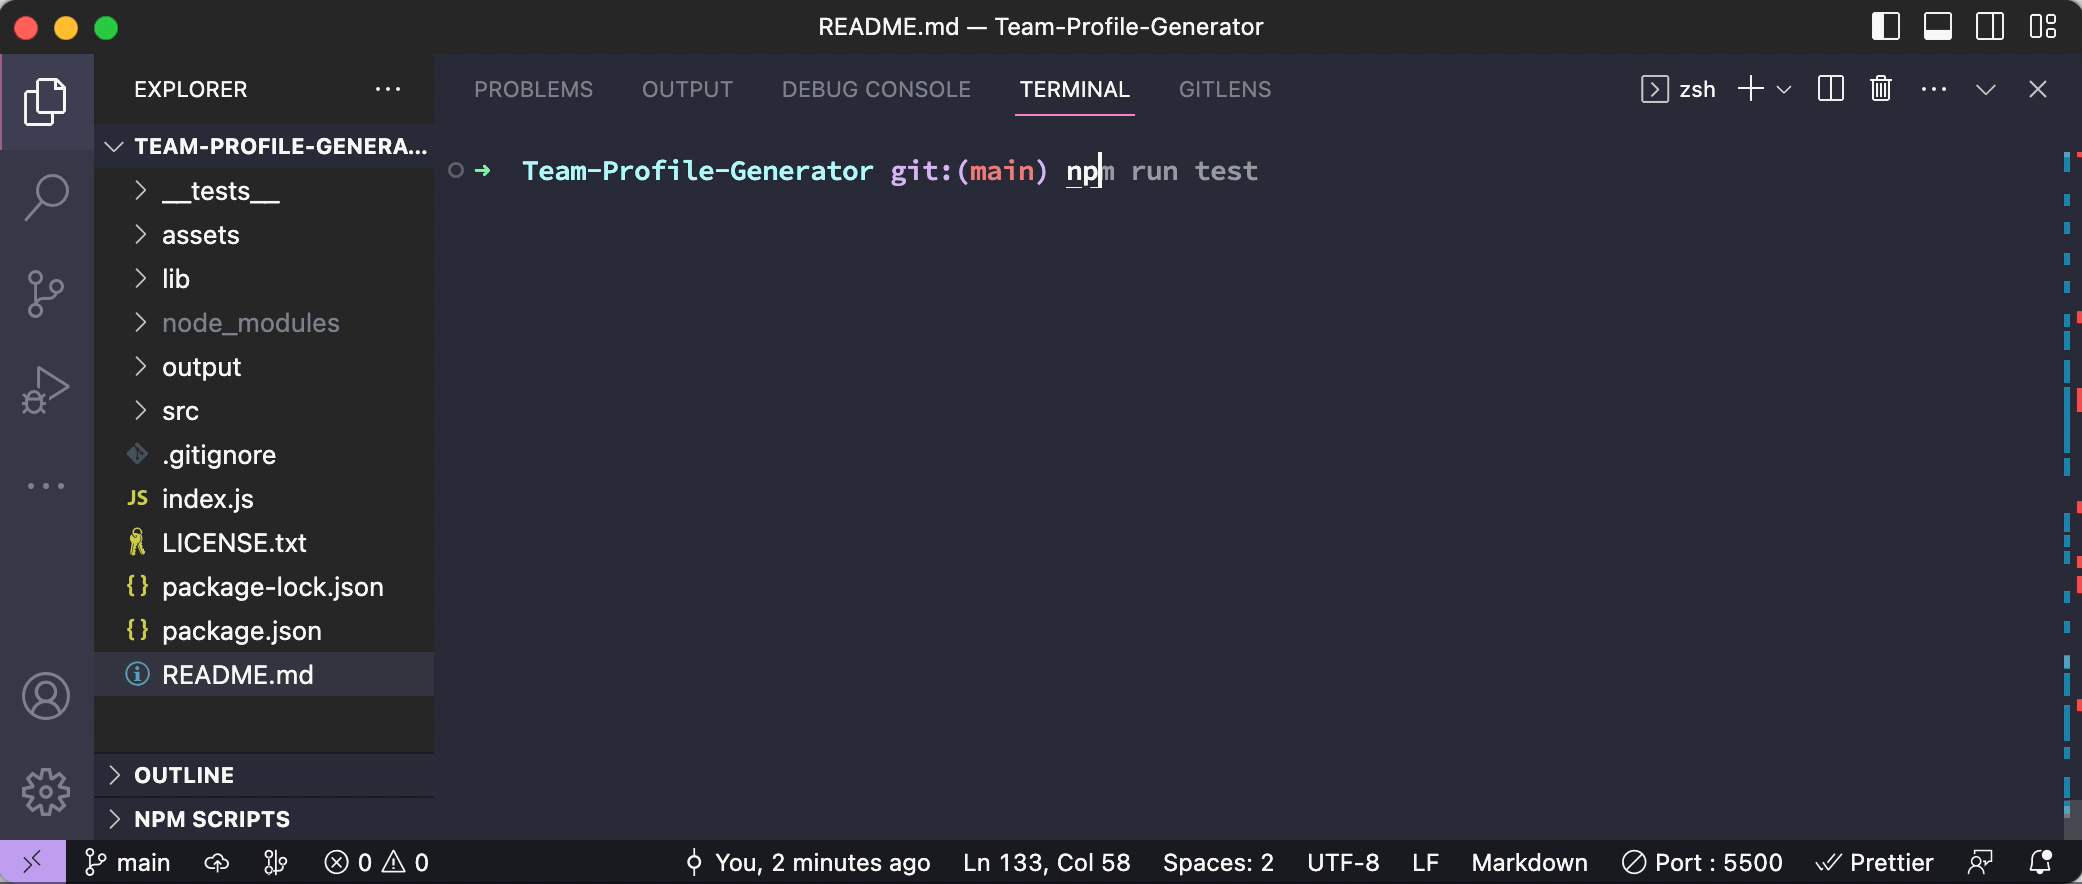 README.md — Team-Profile-Generator
EXPLORER
TEAM-PROFILE-GENERA...
__tests__
assets
lib
node_modules
output
src
.gitignore
JS index.js
LICENSE.txt
{} package-lock.json
{} package.json
README.md
OUTLINE
NPM SCRIPTS
PROBLEMS OUTPUT DEBUG CONSOLE TERMINAL GITLENS zsh
Team-Profile-Generator git:(main) npm run test
main 0 0 You, 2 minutes ago Ln 133, Col 58 Spaces: 2 UTF-8 LF Markdown Port : 5500 Prettier